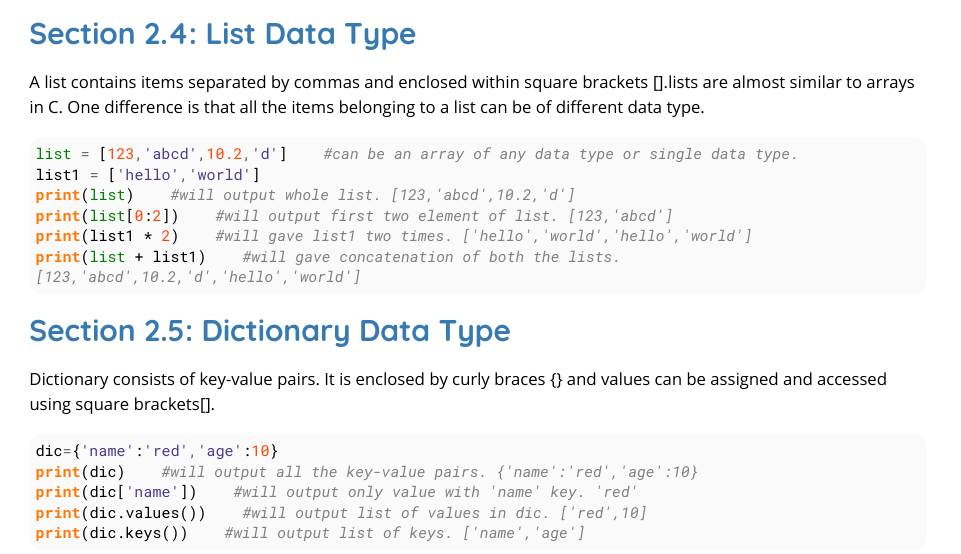 Section 2.4: List Data Type
A list contains items separated by commas and enclosed within square brackets [].lists are almost similar to arrays
in C. One difference is that all the items belonging to a list can be of different data type.
list = [123,'abcd',10.2,'d']    #can be an array of any data type or single data type.
list1 = ['hello','world']
print(list)    #will output whole list. [123,'abcd',10.2,'d']
print(list[0:2])    #will output first two element of list. [123,'abcd']
print(list1 * 2)    #will gave list1 two times. ['hello','world','hello','world']
print(list + list1)    #will gave concatenation of both the lists.
[123,'abcd',10.2,'d','hello','world']
Section 2.5: Dictionary Data Type
Dictionary consists of key-value pairs. It is enclosed by curly braces {} and values can be assigned and accessed
using square brackets[].
dic={'name':'red','age':10}
print(dic)    #will output all the key-value pairs. {'name':'red','age':10}
print(dic['name'])    #will output only value with 'name' key. 'red'
print(dic.values())    #will output list of values in dic. ['red',10]
print(dic.keys())    #will output list of keys. ['name','age']